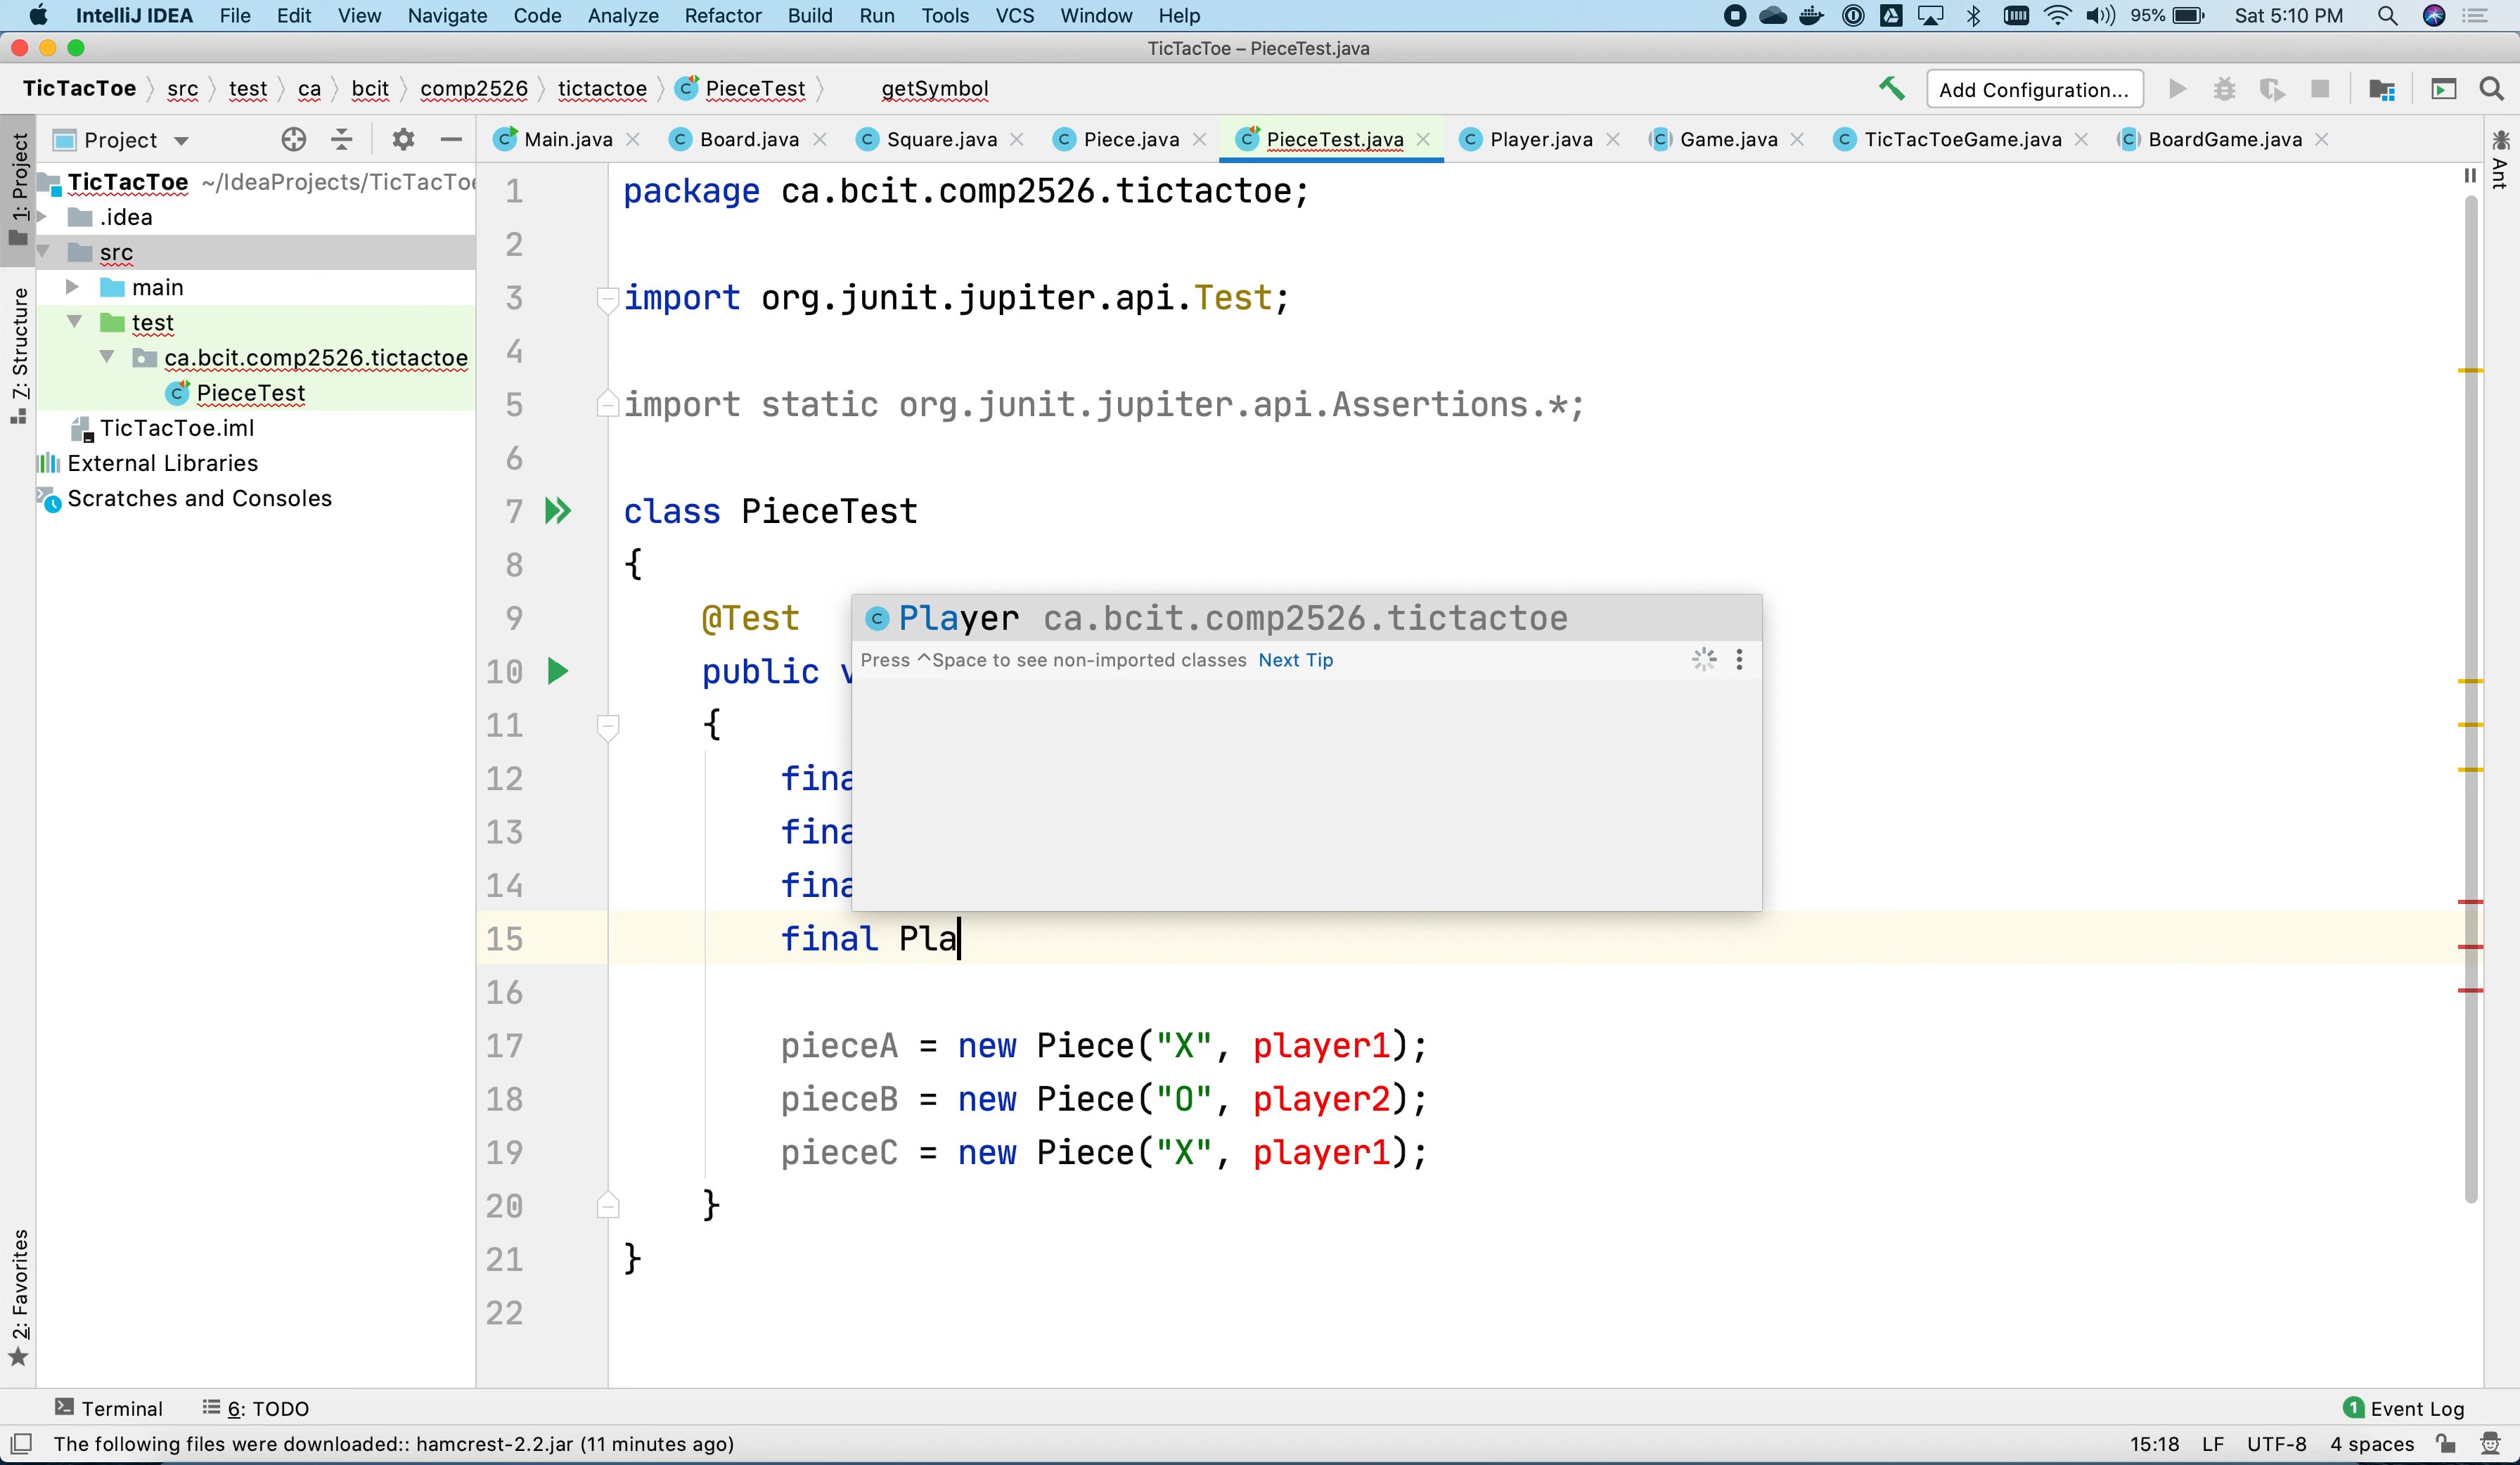 IntelliJ IDEA File Edit View Navigate Code Analyze Refactor Build Run Tools VCS Window Help 95% Sat 5:10 PM
TicTacToe – PieceTest.java
TicTacToe src test ca bcit comp2526 tictactoe PieceTest getSymbol Add Configuration...
Project Main.java Board.java Square.java Piece.java PieceTest.java Player.java Game.java TicTacToeGame.java BoardGame.java
1: Project
7: Structure
2: Favorites
Ant
TicTacToe ~/IdeaProjects/TicTacToe
.idea
src
main
test
ca.bcit.comp2526.tictactoe
PieceTest
TicTacToe.iml
External Libraries
Scratches and Consoles
1 package ca.bcit.comp2526.tictactoe;
2
3 import org.junit.jupiter.api.Test;
4
5 import static org.junit.jupiter.api.Assertions.*;
6
7 class PieceTest
8 {
9 @Test
10 public v
11 {
12 fina
13 fina
14 fina
15 final Pla
16
17 pieceA = new Piece("X", player1);
18 pieceB = new Piece("O", player2);
19 pieceC = new Piece("X", player1);
20 }
21 }
22
Player ca.bcit.comp2526.tictactoe
Press ^Space to see non-imported classes Next Tip
Terminal 6: TODO 1 Event Log
The following files were downloaded:: hamcrest-2.2.jar (11 minutes ago) 15:18 LF UTF-8 4 spaces